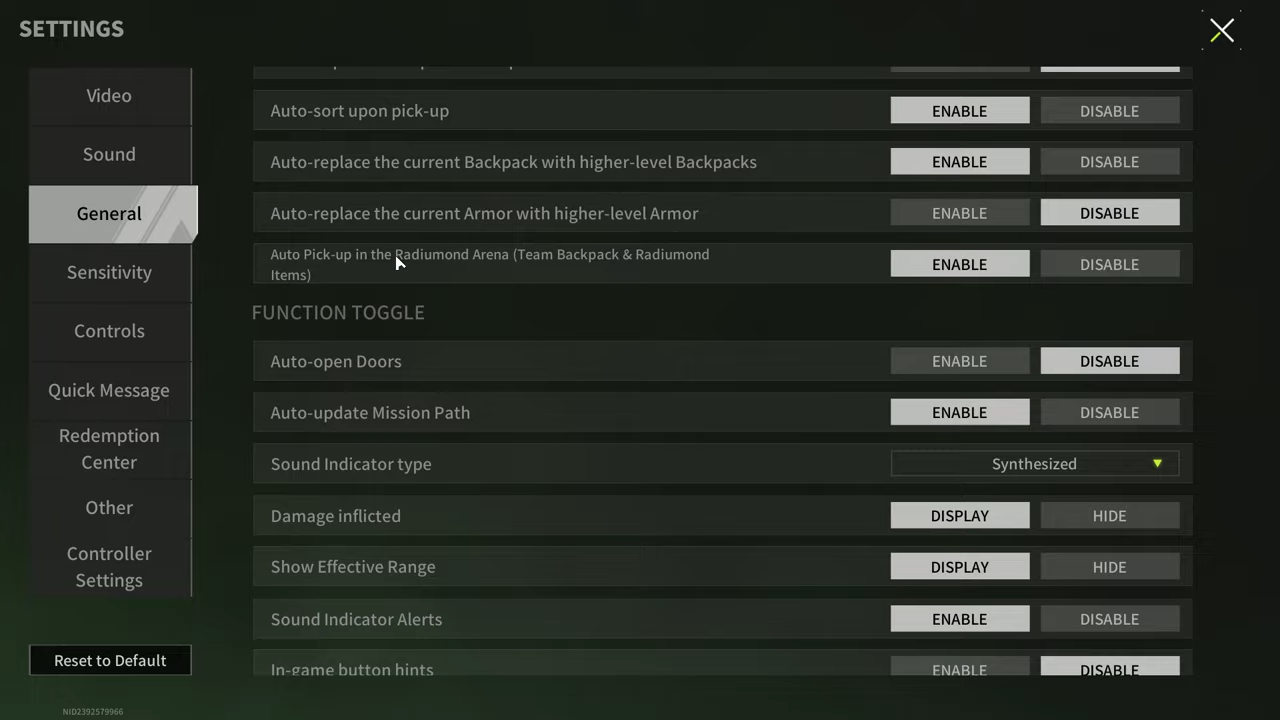 SETTINGS
Video
Sound
General
Sensitivity
Controls
Quick Message
Redemption
Center
Other
Controller
Settings
Reset to Default
NID2392579966
Auto-sort upon pick-up ENABLE DISABLE
Auto-replace the current Backpack with higher-level Backpacks ENABLE DISABLE
Auto-replace the current Armor with higher-level Armor ENABLE DISABLE
Auto Pick-up in the Radiumond Arena (Team Backpack & Radiumond
Items) ENABLE DISABLE
FUNCTION TOGGLE
Auto-open Doors ENABLE DISABLE
Auto-update Mission Path ENABLE DISABLE
Sound Indicator type Synthesized
Damage inflicted DISPLAY HIDE
Show Effective Range DISPLAY HIDE
Sound Indicator Alerts ENABLE DISABLE
In-game button hints ENABLE DISABLE